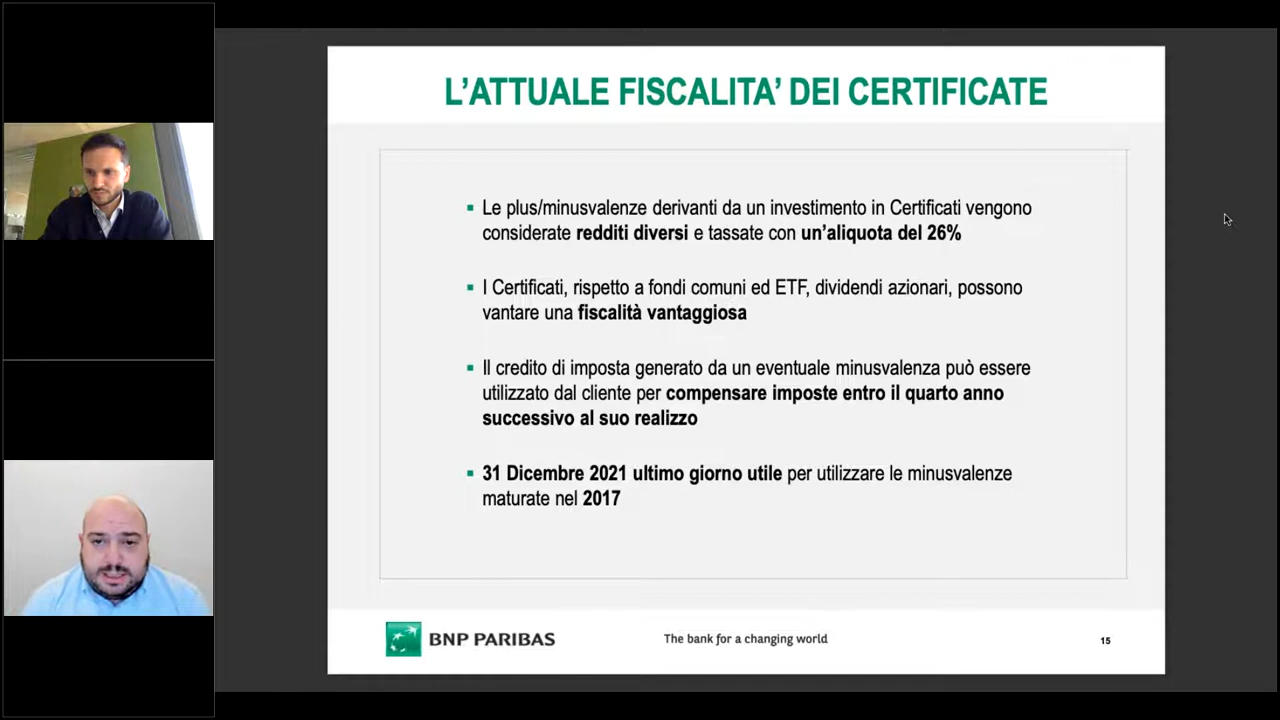 L'ATTUALE FISCALITA' DEI CERTIFICATE
Le plus/minusvalenze derivanti da un investimento in Certificati vengono
considerate redditi diversi e tassate con un'aliquota del 26%
I Certificati, rispetto a fondi comuni ed ETF, dividendi azionari, possono
vantare una fiscalità vantaggiosa
Il credito di imposta generato da un eventuale minusvalenza può essere
utilizzato dal cliente per compensare imposte entro il quarto anno
successivo al suo realizzo
31 Dicembre 2021 ultimo giorno utile per utilizzare le minusvalenze
maturate nel 2017
BNP PARIBAS
The bank for a changing world
15